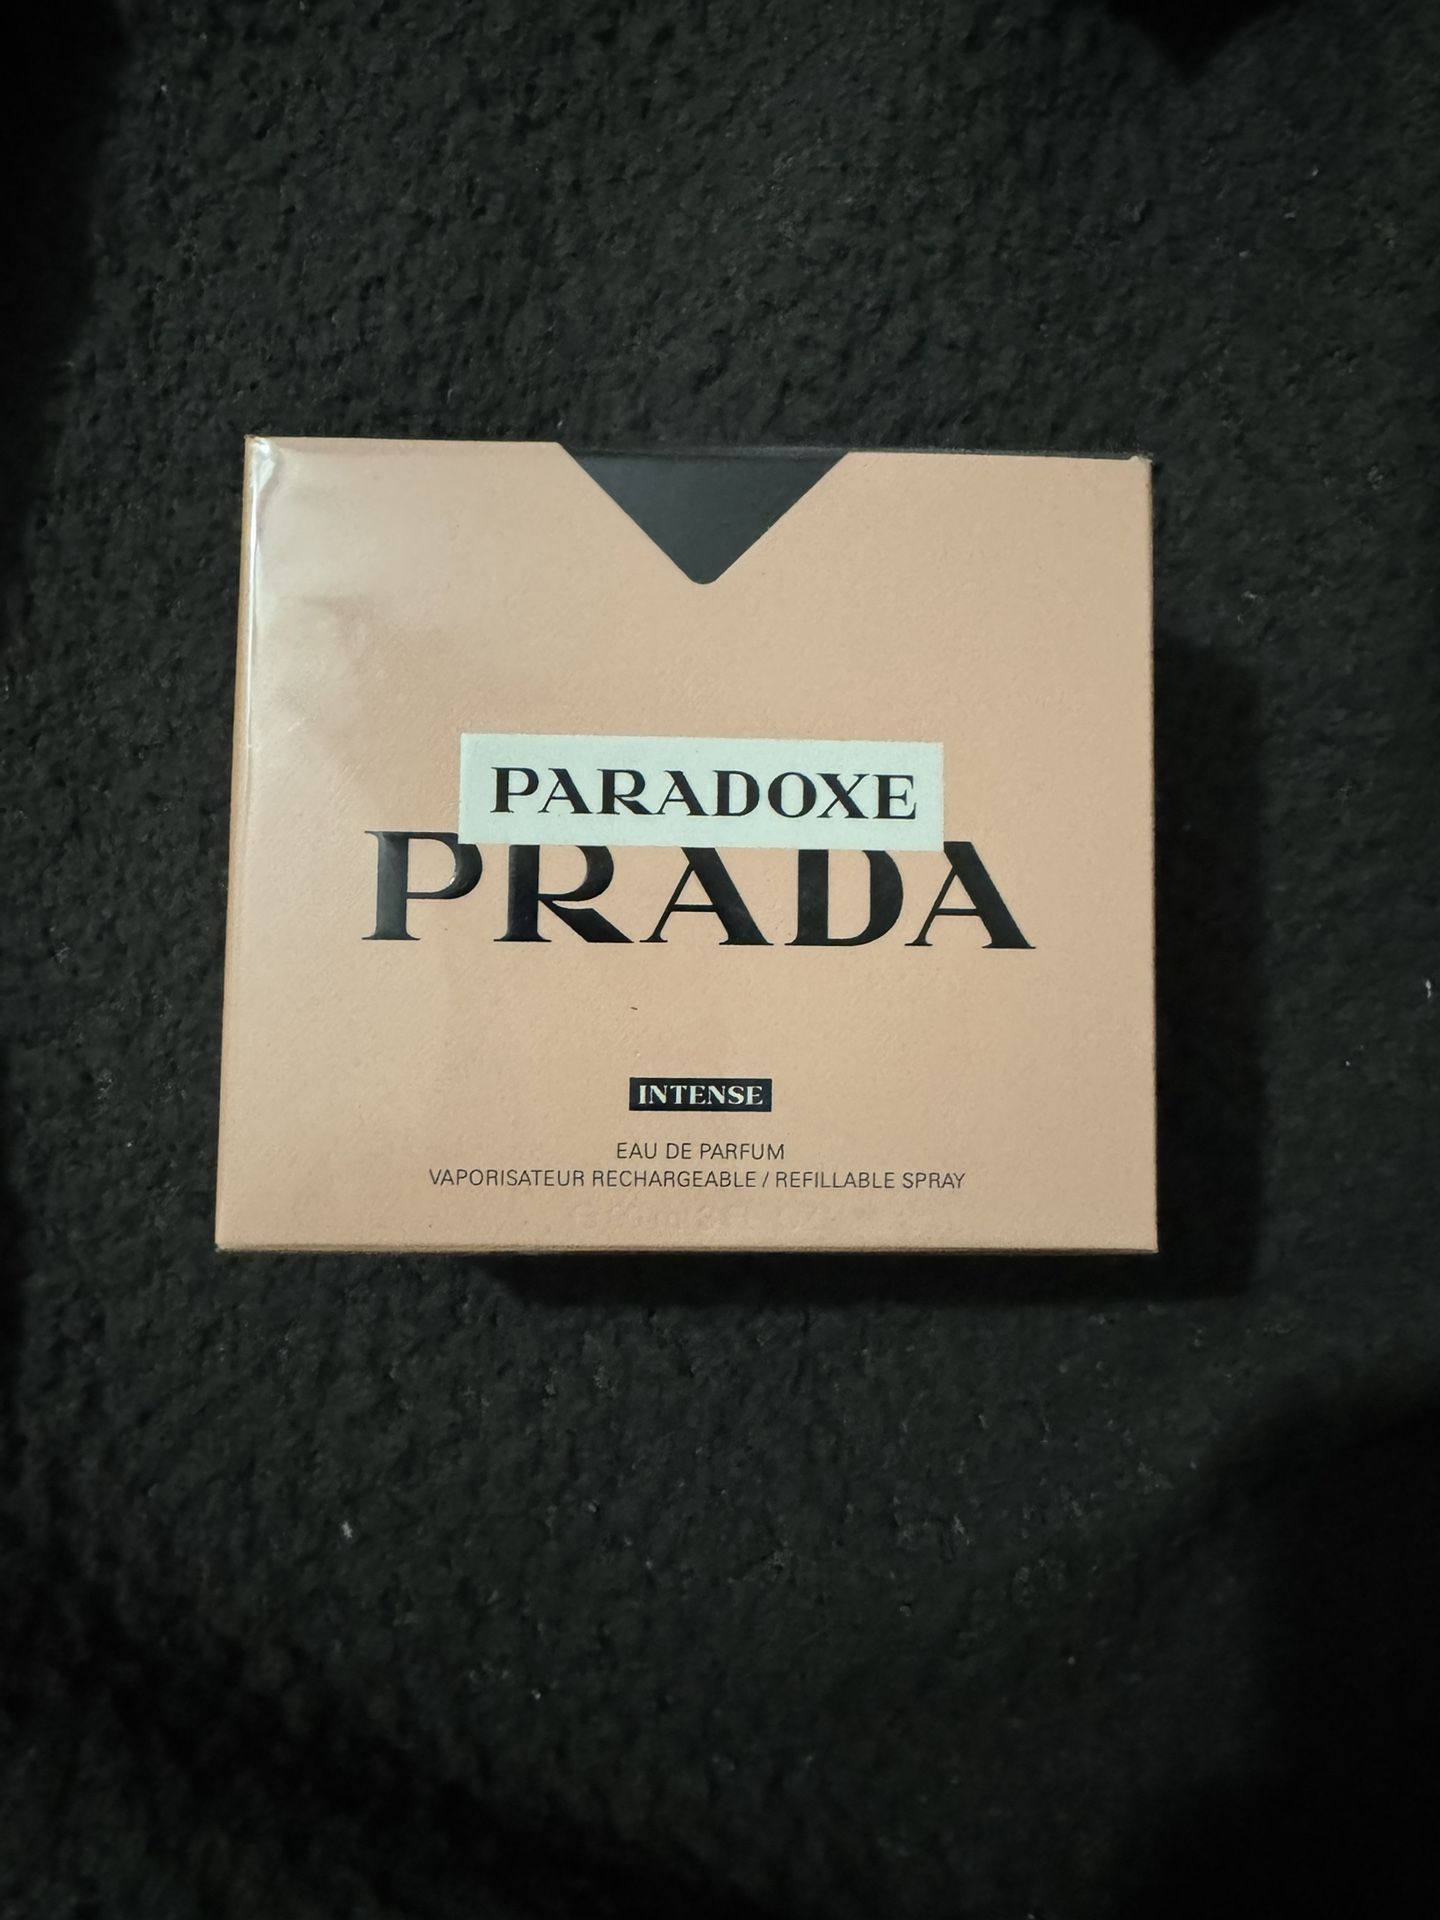 PARADOXE
PRADA
INTENSE
EAU DE PARFUM
VAPORISATEUR RECHARGEABLE / REFILLABLE SPRAY